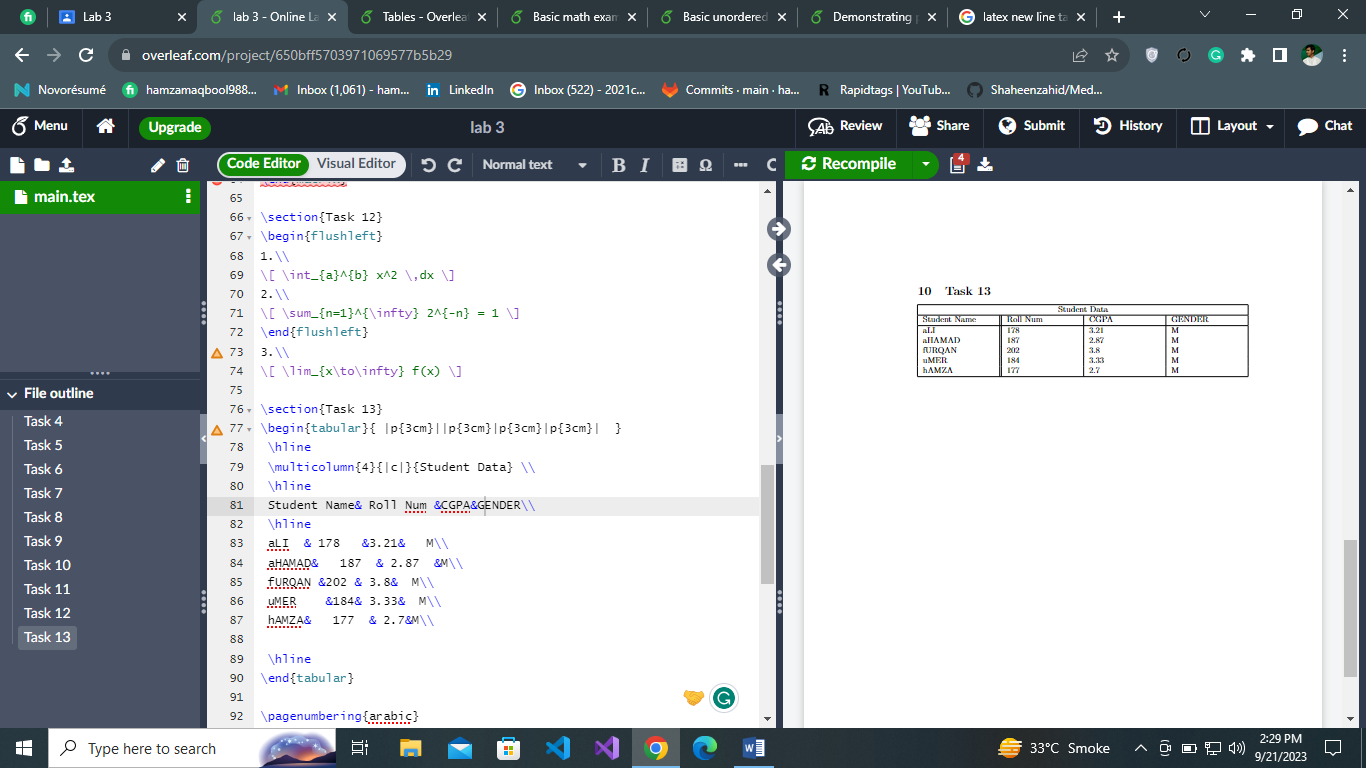 Lab 3
lab 3 - Online La
Tables - Overlea
Basic math exam
Basic unordered
Demonstrating p
latex new line ta
overleaf.com/project/650bff5703971069577b5b29
Novorésumé
hamzamaqbool988...
Inbox (1,061) - ham...
LinkedIn
Inbox (522) - 2021c...
Commits · main · ha...
Rapidtags | YouTub...
Shaheenzahid/Med...
Menu
Upgrade
lab 3
Review
Share
Submit
History
Layout
Chat
Code Editor
Visual Editor
Normal text
B I
Ω
Recompile
4
main.tex
File outline
Task 4
Task 5
Task 6
Task 7
Task 8
Task 9
Task 10
Task 11
Task 12
Task 13
65
66 \section{Task 12}
67 \begin{flushleft}
68 1.\\
69 \[ \int_{a}^{b} x^2 \,dx \]
70 2.\\
71 \[ \sum_{n=1}^{\infty} 2^{-n} = 1 \]
72 \end{flushleft}
73 3.\\
74 \[ \lim_{x\to\infty} f(x) \]
75
76 \section{Task 13}
77 \begin{tabular}{ |p{3cm}||p{3cm}|p{3cm}|p{3cm}|  }
78 \hline
79 \multicolumn{4}{|c|}{Student Data} \\
80 \hline
81 Student Name& Roll Num &CGPA&GENDER\\
82 \hline
83 aLI  & 178   &3.21&   M\\
84 aHAMAD&   187  & 2.87  &M\\
85 fURQAN &202 & 3.8&  M\\
86 uMER    &184& 3.33&  M\\
87 hAMZA&   177  & 2.7&M\\
88
89 \hline
90 \end{tabular}
91
92 \pagenumbering{arabic}
10 Task 13
Student Data
Student Name Roll Num CGPA GENDER
aLI 178 3.21 M
aHAMAD 187 2.87 M
fURQAN 202 3.8 M
uMER 184 3.33 M
hAMZA 177 2.7 M
Type here to search
33°C Smoke
2:29 PM
9/21/2023